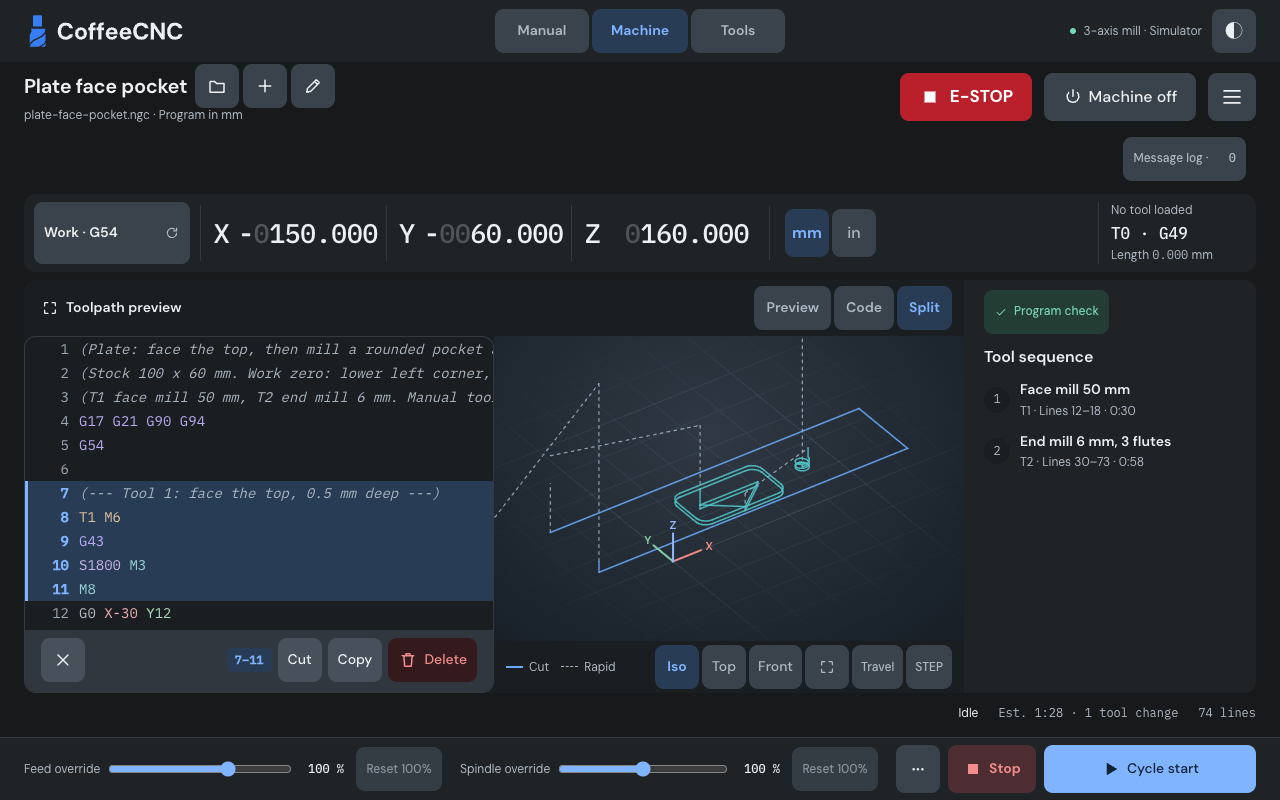 CoffeeCNC
Manual
Machine
Tools
3-axis mill · Simulator
Plate face pocket
plate-face-pocket.ngc · Program in mm
E-STOP
Machine off
Message log · 0
Work · G54
X -0150.000
Y -0060.000
Z 0160.000
mm
in
No tool loaded
T0 · G49
Length 0.000 mm
Toolpath preview
Preview
Code
Split
1 (Plate: face the top, then mill a rounded pocket
2 (Stock 100 x 60 mm. Work zero: lower left corner,
3 (T1 face mill 50 mm, T2 end mill 6 mm. Manual too
4 G17 G21 G90 G94
5 G54
6
7 (--- Tool 1: face the top, 0.5 mm deep ---)
8 T1 M6
9 G43
10 S1800 M3
11 M8
12 G0 X-30 Y12
7–11
Cut
Copy
Delete
Z
Y
X
Cut
Rapid
Iso
Top
Front
Travel
STEP
Program check
Tool sequence
1
Face mill 50 mm
T1 · Lines 12–18 · 0:30
2
End mill 6 mm, 3 flutes
T2 · Lines 30–73 · 0:58
Idle
Est. 1:28 · 1 tool change
74 lines
Feed override
100 %
Reset 100%
Spindle override
100 %
Reset 100%
Stop
Cycle start